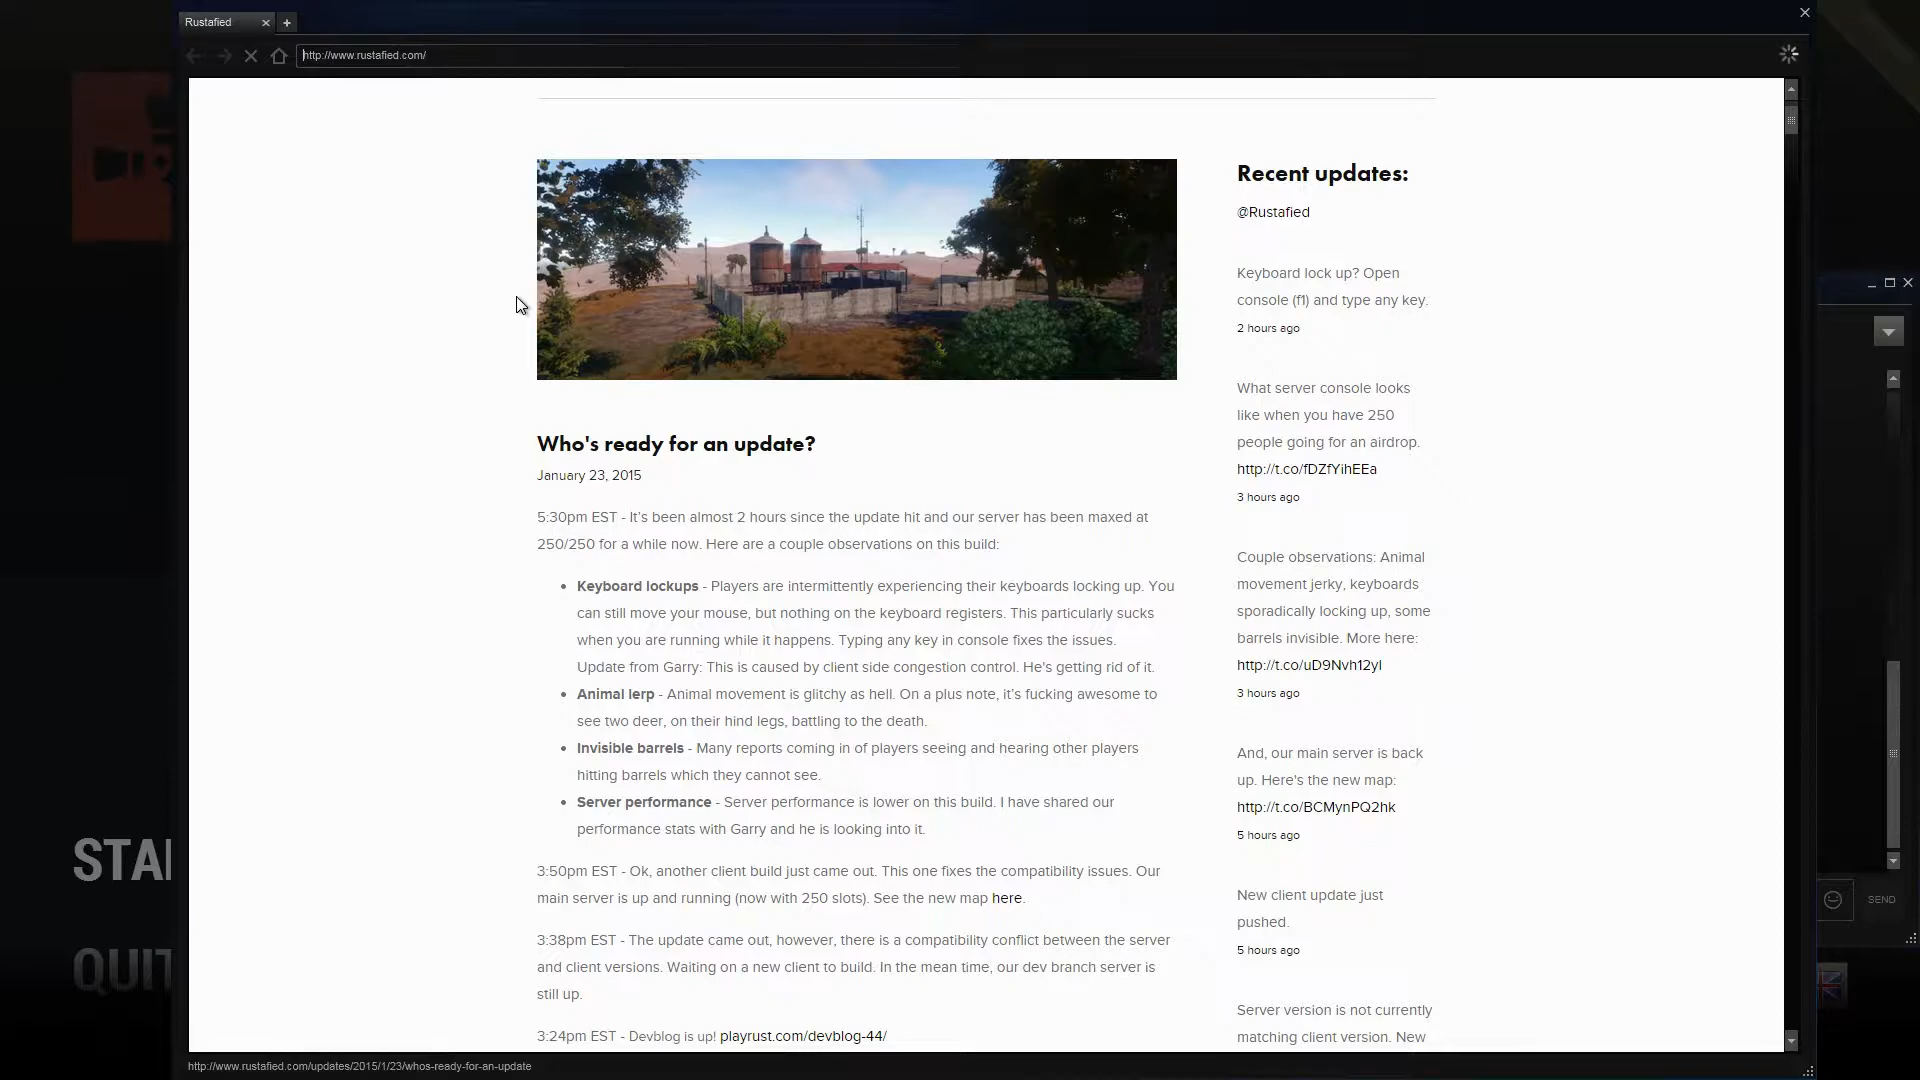 Rustafied
http://www.rustafied.com/
Recent updates:
@Rustafied
Keyboard lock up? Open
console (f1) and type any key.
2 hours ago
What server console looks
like when you have 250
people going for an airdrop.
http://t.co/fDZfYihEEa
3 hours ago
Couple observations: Animal
movement jerky, keyboards
sporadically locking up, some
barrels invisible. More here:
http://t.co/uD9Nvh12yl
3 hours ago
And, our main server is back
up. Here's the new map:
http://t.co/BCMynPQ2hk
5 hours ago
New client update just
pushed.
5 hours ago
Server version is not currently
matching client version. New
Who's ready for an update?
January 23, 2015
5:30pm EST - It's been almost 2 hours since the update hit and our server has been maxed at
250/250 for a while now. Here are a couple observations on this build:
• Keyboard lockups - Players are intermittently experiencing their keyboards locking up. You
can still move your mouse, but nothing on the keyboard registers. This particularly sucks
when you are running while it happens. Typing any key in console fixes the issues.
Update from Garry: This is caused by client side congestion control. He's getting rid of it.
• Animal lerp - Animal movement is glitchy as hell. On a plus note, it's fucking awesome to
see two deer, on their hind legs, battling to the death.
• Invisible barrels - Many reports coming in of players seeing and hearing other players
hitting barrels which they cannot see.
• Server performance - Server performance is lower on this build. I have shared our
performance stats with Garry and he is looking into it.
3:50pm EST - Ok, another client build just came out. This one fixes the compatibility issues. Our
main server is up and running (now with 250 slots). See the new map here.
3:38pm EST - The update came out, however, there is a compatibility conflict between the server
and client versions. Waiting on a new client to build. In the mean time, our dev branch server is
still up.
3:24pm EST - Devblog is up! playrust.com/devblog-44/
STA
QUIT
SEND
http://www.rustafied.com/updates/2015/1/23/whos-ready-for-an-update